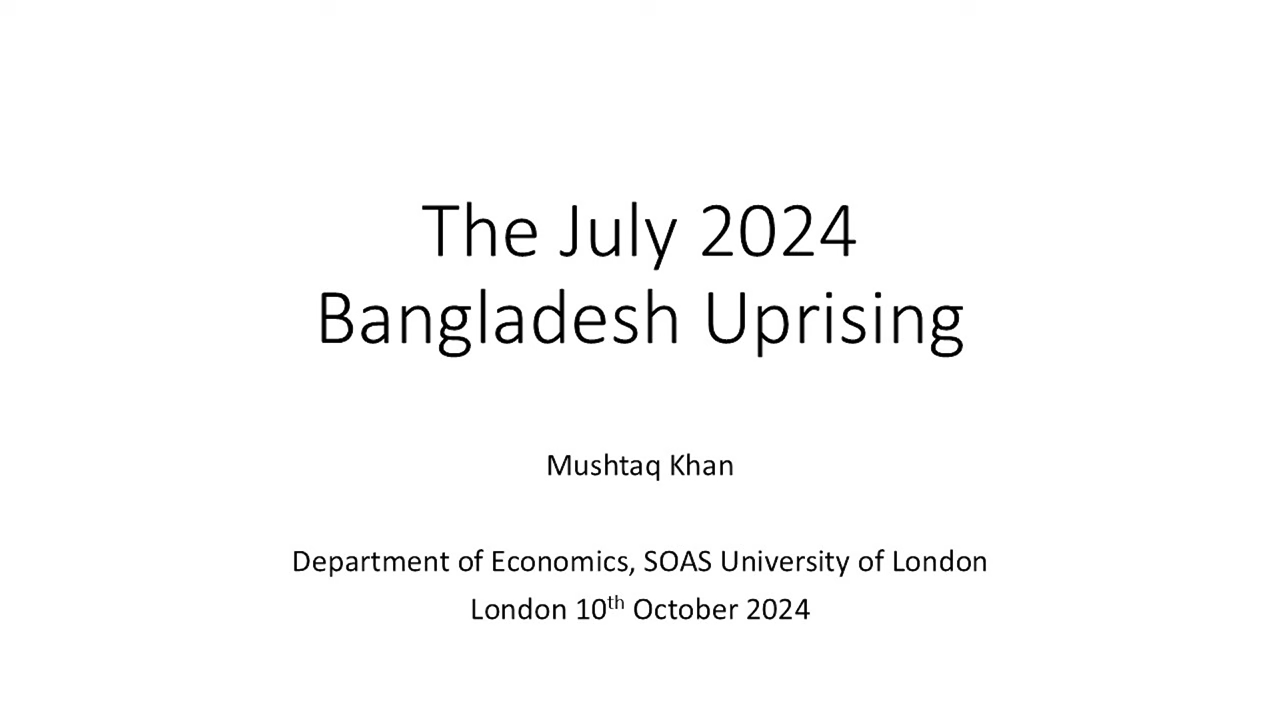 The July 2024
Bangladesh Uprising
Mushtaq Khan
Department of Economics, SOAS University of London
London 10th October 2024